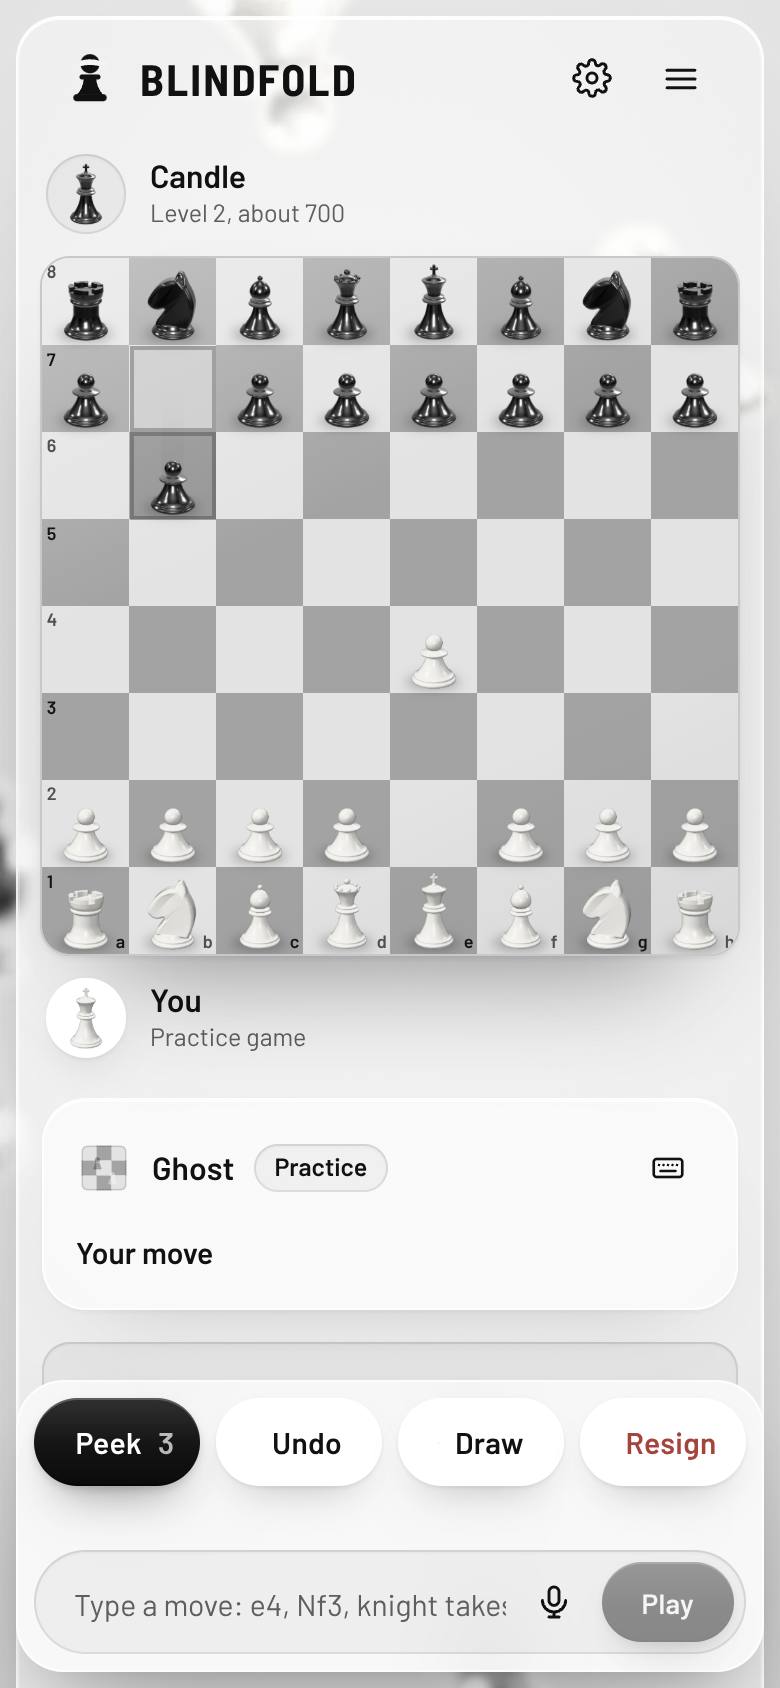 BLINDFOLD
Candle
Level 2, about 700
8
7
6
5
4
3
2
1
a b c d e f g h
You
Practice game
Ghost Practice
Your move
Peek 3 Undo Draw Resign
Type a move: e4, Nf3, knight takes Play